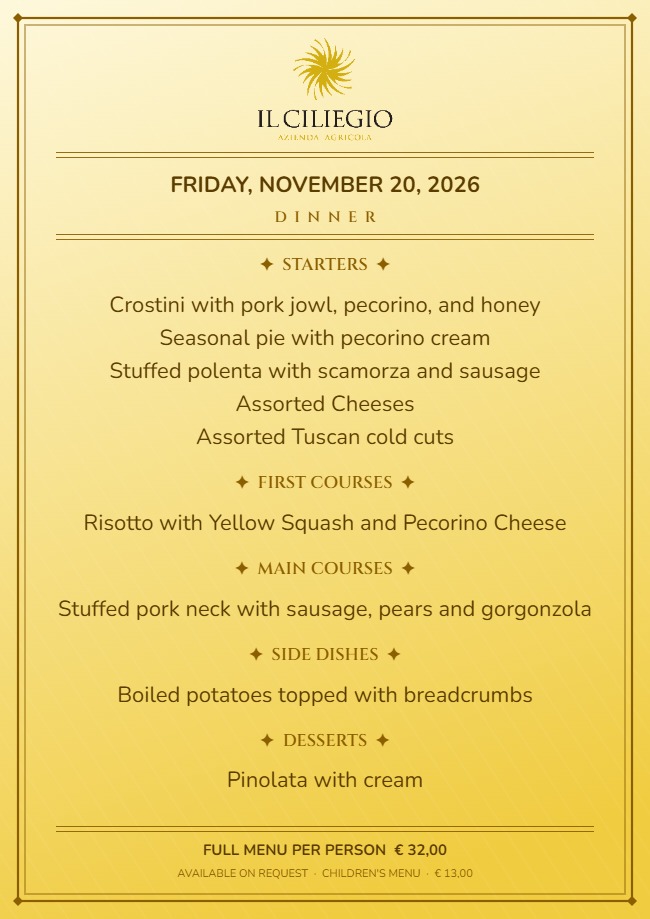 IL CILIEGIO
AZIENDA AGRICOLA
FRIDAY, NOVEMBER 20, 2026
DINNER
✦ STARTERS ✦
Crostini with pork jowl, pecorino, and honey
Seasonal pie with pecorino cream
Stuffed polenta with scamorza and sausage
Assorted Cheeses
Assorted Tuscan cold cuts
✦ FIRST COURSES ✦
Risotto with Yellow Squash and Pecorino Cheese
✦ MAIN COURSES ✦
Stuffed pork neck with sausage, pears and gorgonzola
✦ SIDE DISHES ✦
Boiled potatoes topped with breadcrumbs
✦ DESSERTS ✦
Pinolata with cream
FULL MENU PER PERSON € 32,00
AVAILABLE ON REQUEST · CHILDREN'S MENU · € 13,00